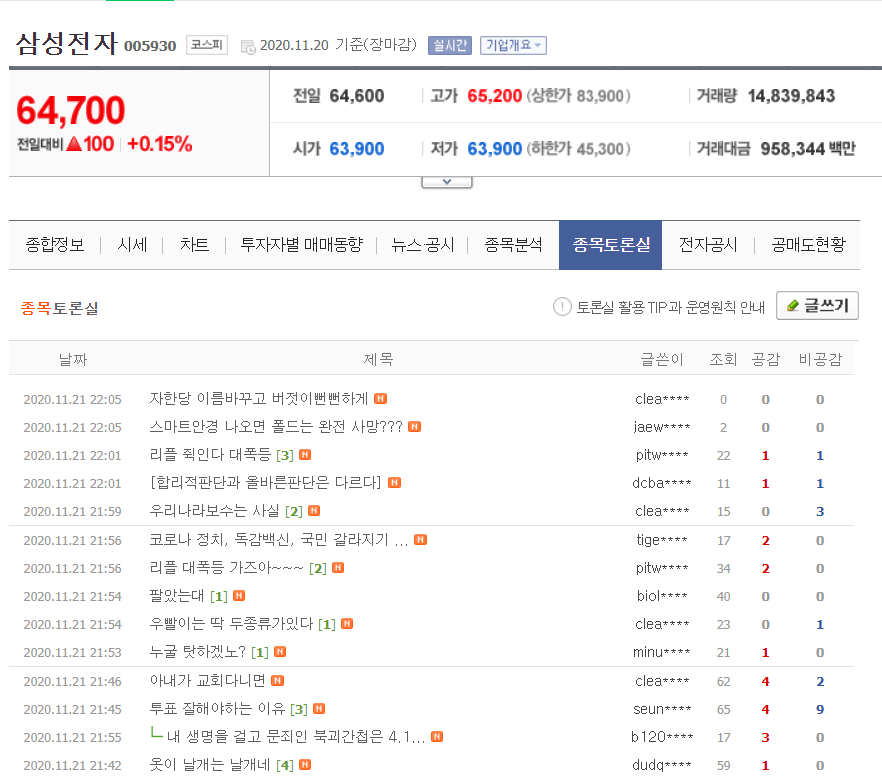 삼성전자 005930 코스피 2020.11.20 기준(장마감) 실시간 기업개요
64,700
전일대비 ▲100 +0.15%
전일 64,600 고가 65,200 (상한가 83,900) 거래량 14,839,843
시가 63,900 저가 63,900 (하한가 45,300) 거래대금 958,344 백만
종합정보 시세 차트 투자자별 매매동향 뉴스·공시 종목분석 종목토론실 전자공시 공매도현황
종목토론실 ! 토론실 활용 TIP과 운영원칙 안내 글쓰기
날짜 제목 글쓴이 조회 공감 비공감
2020.11.21 22:05 자한당 이름바꾸고 버젓이뻔뻔하게 N clea**** 0 0 0
2020.11.21 22:05 스마트안경 나오면 폴드는 완전 사망??? N jaew**** 2 0 0
2020.11.21 22:01 리플 쥑인다 대폭등 [3] N pitw**** 22 1 1
2020.11.21 22:01 [합리적판단과 올바른판단은 다르다] N dcba**** 11 1 1
2020.11.21 21:59 우리나라보수는 사실 [2] N clea**** 15 0 3
2020.11.21 21:56 코로나 정치, 독감백신, 국민 갈라지기 ... N tige**** 17 2 0
2020.11.21 21:56 리플 대폭등 가즈아~~~ [2] N pitw**** 34 2 0
2020.11.21 21:54 팔았는대 [1] N biol**** 40 0 0
2020.11.21 21:54 우빨이는 딱 두종류가있다 [1] N clea**** 23 0 1
2020.11.21 21:53 누굴 탓하겠노? [1] N minu**** 21 1 0
2020.11.21 21:46 아내가 교회다니면 N clea**** 62 4 2
2020.11.21 21:45 투표 잘해야하는 이유 [3] N seun**** 65 4 9
2020.11.21 21:55 내 생명을 걸고 문죄인 북괴간첩은 4.1... N b120**** 17 3 0
2020.11.21 21:42 옷이 날개는 날개네 [4] N dudq**** 59 1 0